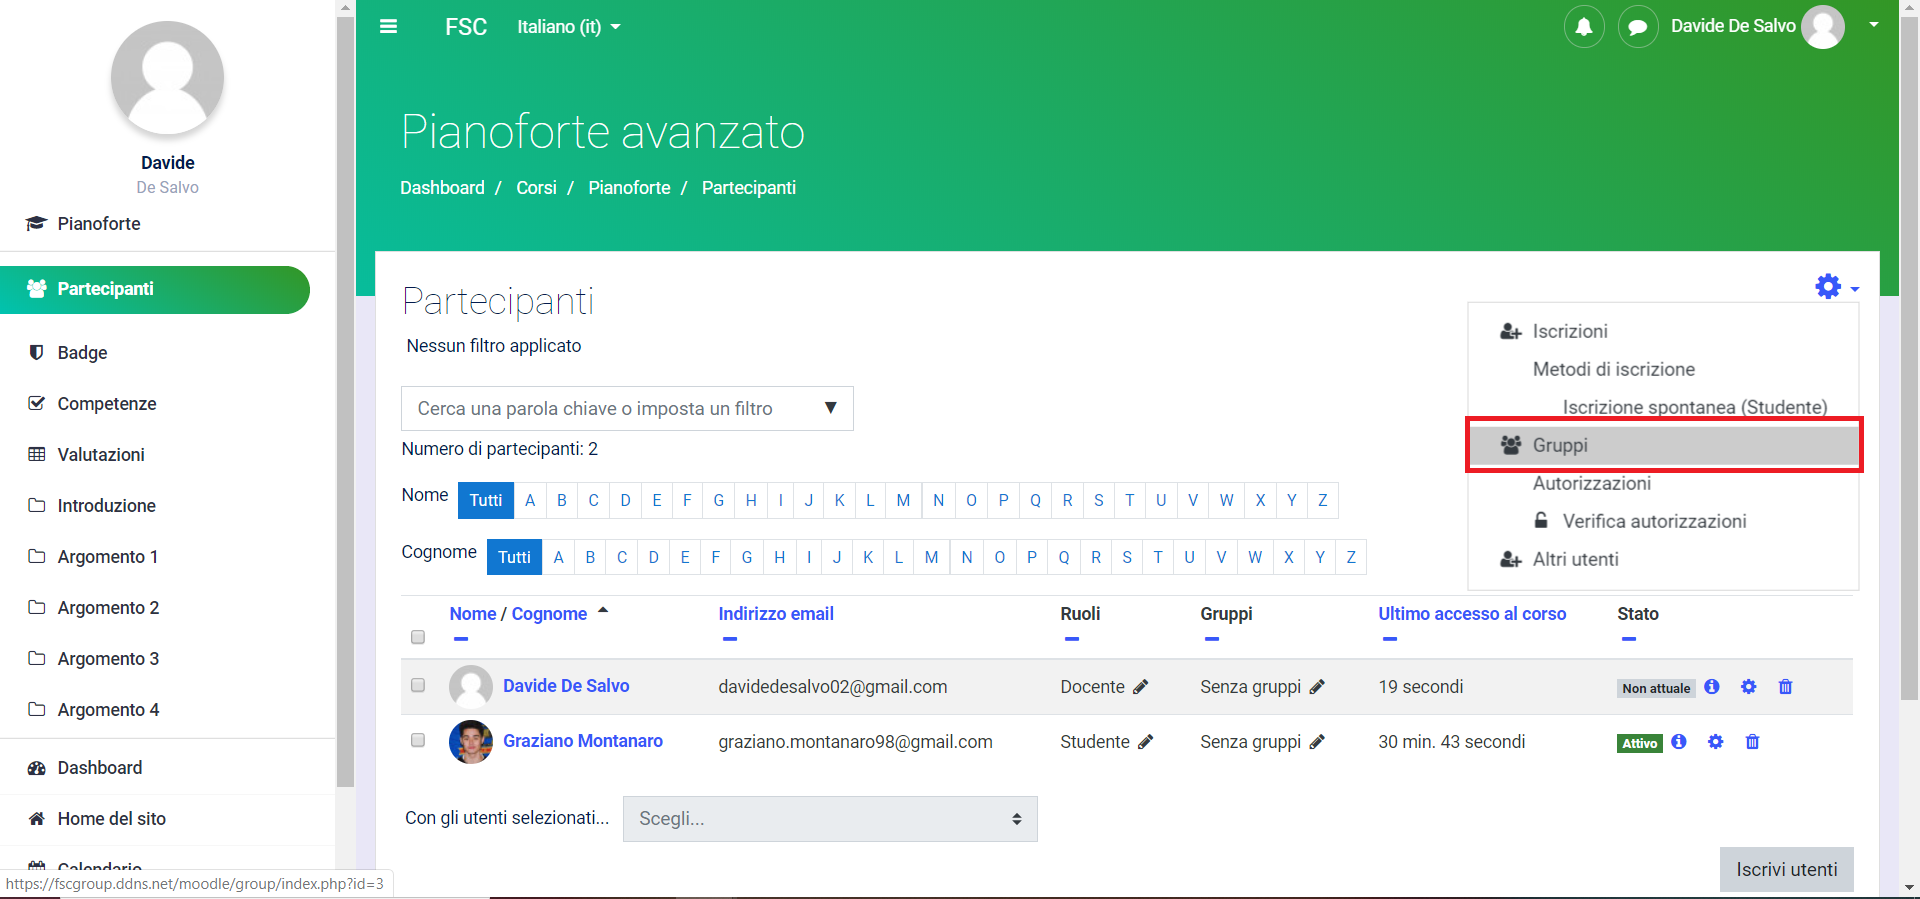 Davide
De Salvo
Pianoforte
Partecipanti
Badge
Competenze
Valutazioni
Introduzione
Argomento 1
Argomento 2
Argomento 3
Argomento 4
Dashboard
Home del sito
Calendario
https://fscgroup.ddns.net/moodle/group/index.php?id=3
FSC Italiano (it)
Davide De Salvo
Pianoforte avanzato
Dashboard / Corsi / Pianoforte / Partecipanti
Partecipanti
Nessun filtro applicato
Cerca una parola chiave o imposta un filtro ▼
Numero di partecipanti: 2
Iscrizioni
Metodi di iscrizione
Iscrizione spontanea (Studente)
Gruppi
Autorizzazioni
Verifica autorizzazioni
Altri utenti
Nome Tutti A B C D E F G H I J K L M N O P Q R S T U V W X Y Z
Cognome Tutti A B C D E F G H I J K L M N O P Q R S T U V W X Y Z
Nome / Cognome Indirizzo email Ruoli Gruppi Ultimo accesso al corso Stato
Davide De Salvo davidedesalvo02@gmail.com Docente Senza gruppi 19 secondi Non attuale
Graziano Montanaro graziano.montanaro98@gmail.com Studente Senza gruppi 30 min. 43 secondi Attivo
Con gli utenti selezionati... Scegli...
Iscrivi utenti